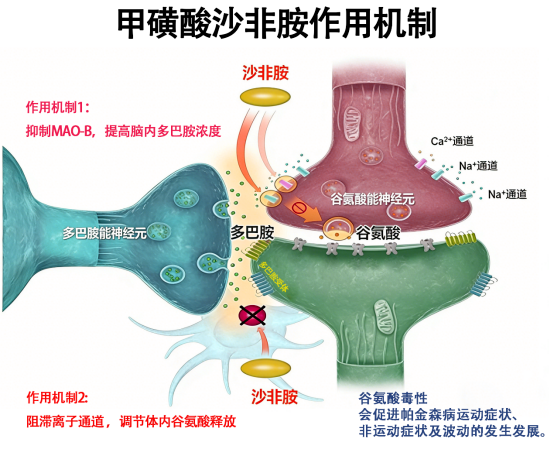 甲磺酸沙非胺作用机制
沙非胺
作用机制1：
抑制MAO-B，提高脑内多巴胺浓度
Ca²⁺通道
Na⁺通道
Na⁺通道
谷氨酸能神经元
多巴胺能神经元
多巴胺
谷氨酸
多巴胺受体
沙非胺
作用机制2:
阻滞离子通道，调节体内谷氨酸释放
谷氨酸毒性
会促进帕金森病运动症状、
非运动症状及波动的发生发展。